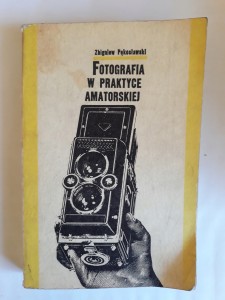 Zbigniew Pękosławski
FOTOGRAFIA
W PRAKTYCE
AMATORSKIEJ